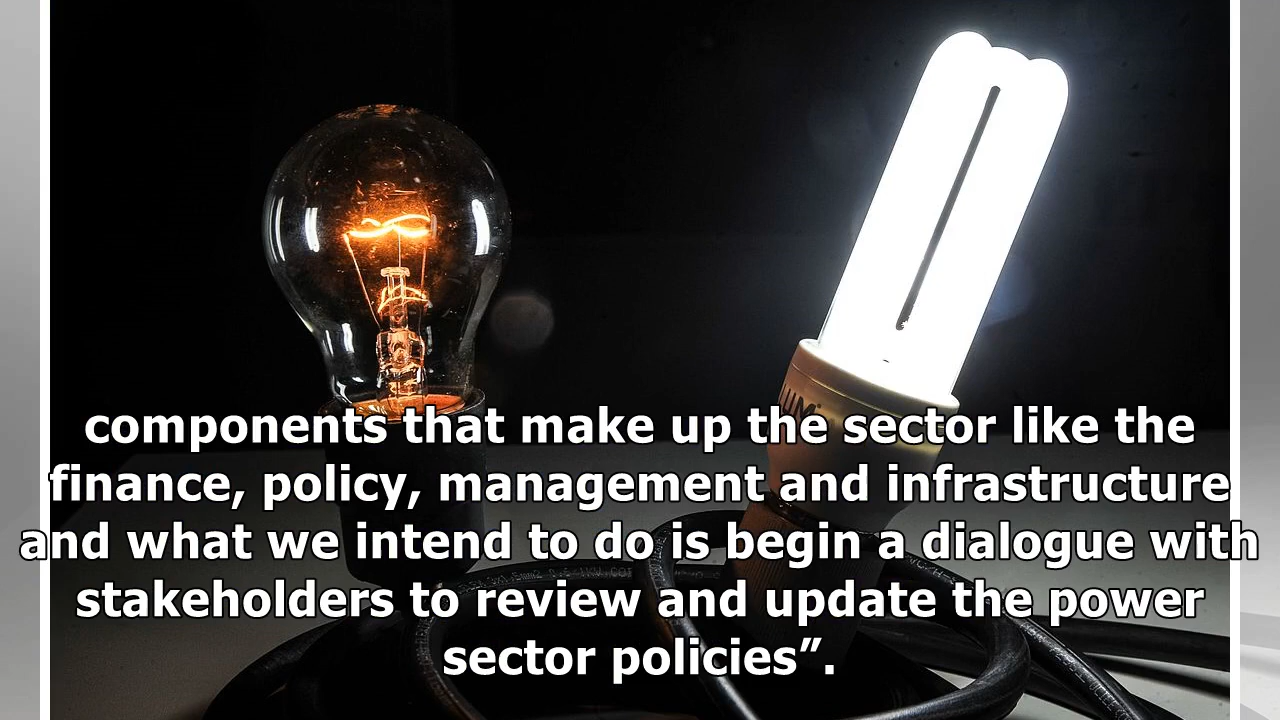 components that make up the sector like the
finance, policy, management and infrastructure
and what we intend to do is begin a dialogue with
stakeholders to review and update the power
sector policies”.